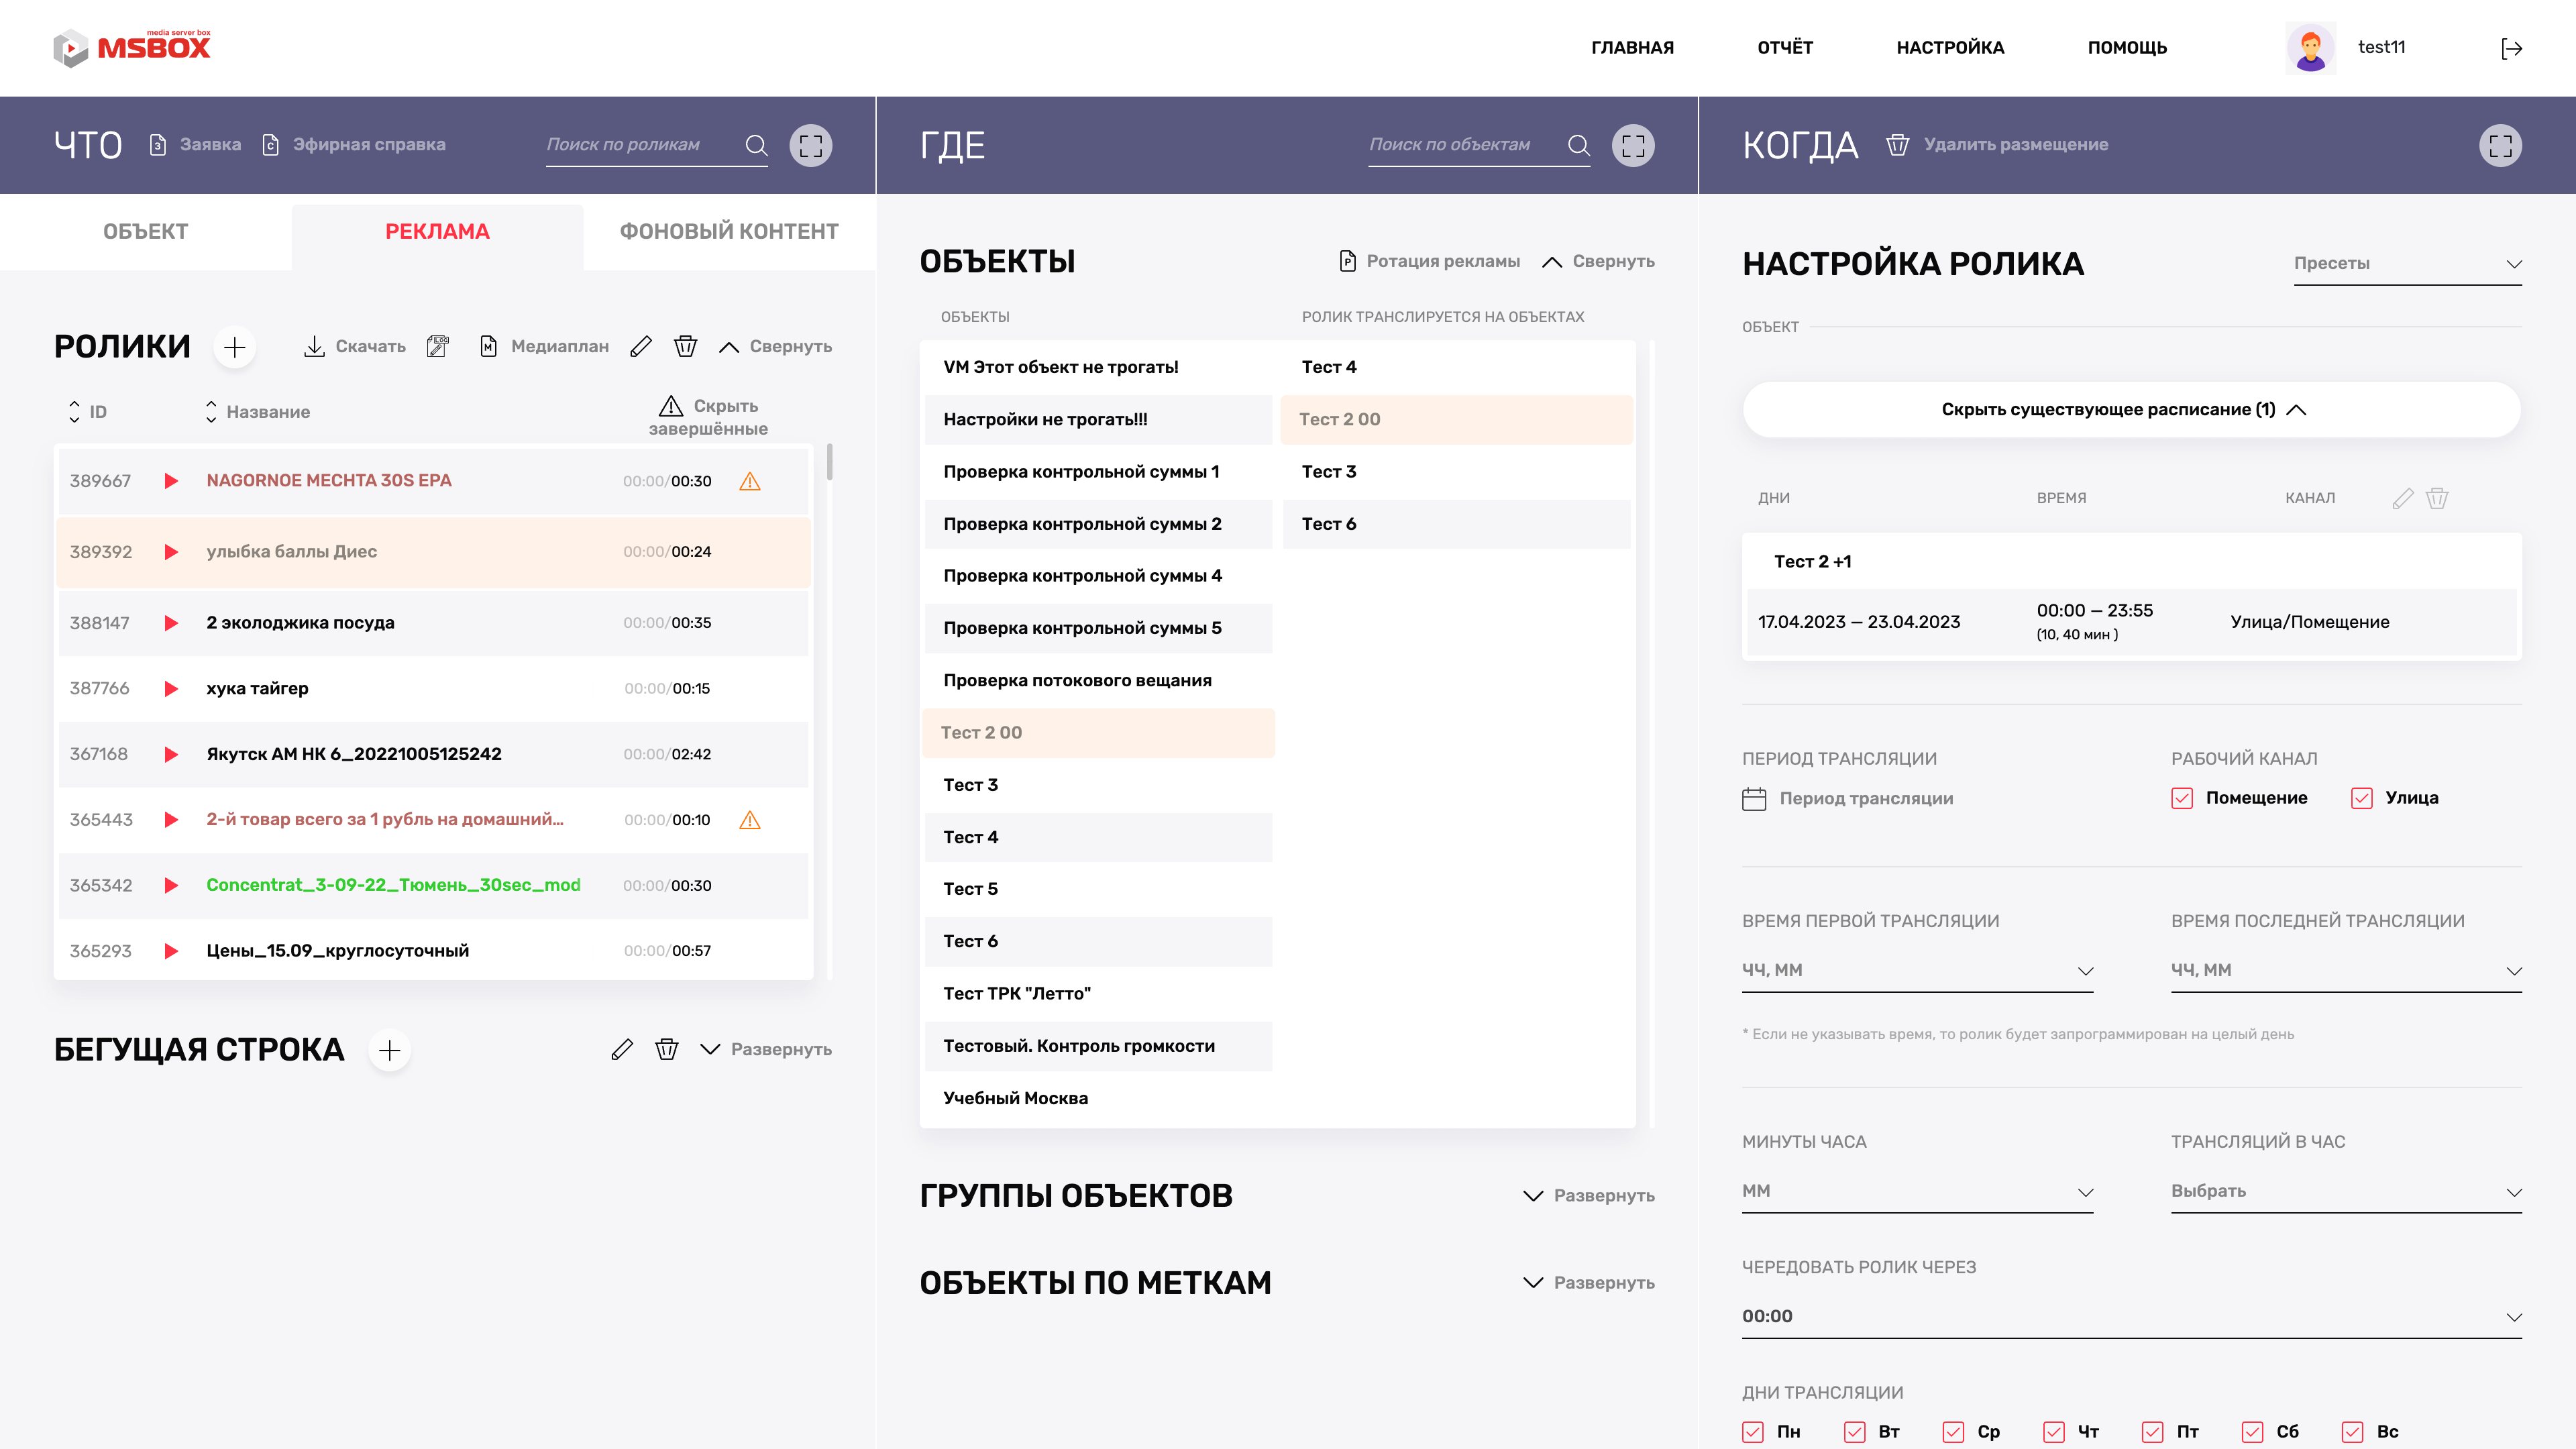 media server box
MSBOX
ГЛАВНАЯ
ОТЧЁТ
НАСТРОЙКА
ПОМОЩЬ
test11
ЧТО
З Заявка
С Эфирная справка
Поиск по роликам
ГДЕ
Поиск по объектам
КОГДА
Удалить размещение
ОБЪЕКТ
РЕКЛАМА
ФОНОВЫЙ КОНТЕНТ
РОЛИКИ
Скачать
LOG
М Медиаплан
Свернуть
ID
Название
Скрыть
завершённые
389667 NAGORNOE MECHTA 30S EPA 00:00/00:30
389392 улыбка баллы Диес 00:00/00:24
388147 2 эколоджика посуда 00:00/00:35
387766 хука тайгер 00:00/00:15
367168 Якутск АМ НК 6_20221005125242 00:00/02:42
365443 2-й товар всего за 1 рубль на домашний... 00:00/00:10
365342 Concentrat_3-09-22_Тюмень_30sec_mod 00:00/00:30
365293 Цены_15.09_круглосуточный 00:00/00:57
БЕГУЩАЯ СТРОКА
Развернуть
ОБЪЕКТЫ
Р Ротация рекламы
Свернуть
ОБЪЕКТЫ
РОЛИК ТРАНСЛИРУЕТСЯ НА ОБЪЕКТАХ
VM Этот объект не трогать!
Настройки не трогать!!!
Проверка контрольной суммы 1
Проверка контрольной суммы 2
Проверка контрольной суммы 4
Проверка контрольной суммы 5
Проверка потокового вещания
Тест 2 00
Тест 3
Тест 4
Тест 5
Тест 6
Тест ТРК "Летто"
Тестовый. Контроль громкости
Учебный Москва
Тест 4
Тест 2 00
Тест 3
Тест 6
ГРУППЫ ОБЪЕКТОВ
Развернуть
ОБЪЕКТЫ ПО МЕТКАМ
Развернуть
НАСТРОЙКА РОЛИКА
Пресеты
ОБЪЕКТ
Скрыть существующее расписание (1)
ДНИ
ВРЕМЯ
КАНАЛ
Тест 2 +1
17.04.2023 — 23.04.2023
00:00 — 23:55
(10, 40 мин )
Улица/Помещение
ПЕРИОД ТРАНСЛЯЦИИ
Период трансляции
РАБОЧИЙ КАНАЛ
Помещение
Улица
ВРЕМЯ ПЕРВОЙ ТРАНСЛЯЦИИ
ЧЧ, ММ
ВРЕМЯ ПОСЛЕДНЕЙ ТРАНСЛЯЦИИ
ЧЧ, ММ
* Если не указывать время, то ролик будет запрограммирован на целый день
МИНУТЫ ЧАСА
ММ
ТРАНСЛЯЦИЙ В ЧАС
Выбрать
ЧЕРЕДОВАТЬ РОЛИК ЧЕРЕЗ
00:00
ДНИ ТРАНСЛЯЦИИ
Пн Вт Ср Чт Пт Сб Вс